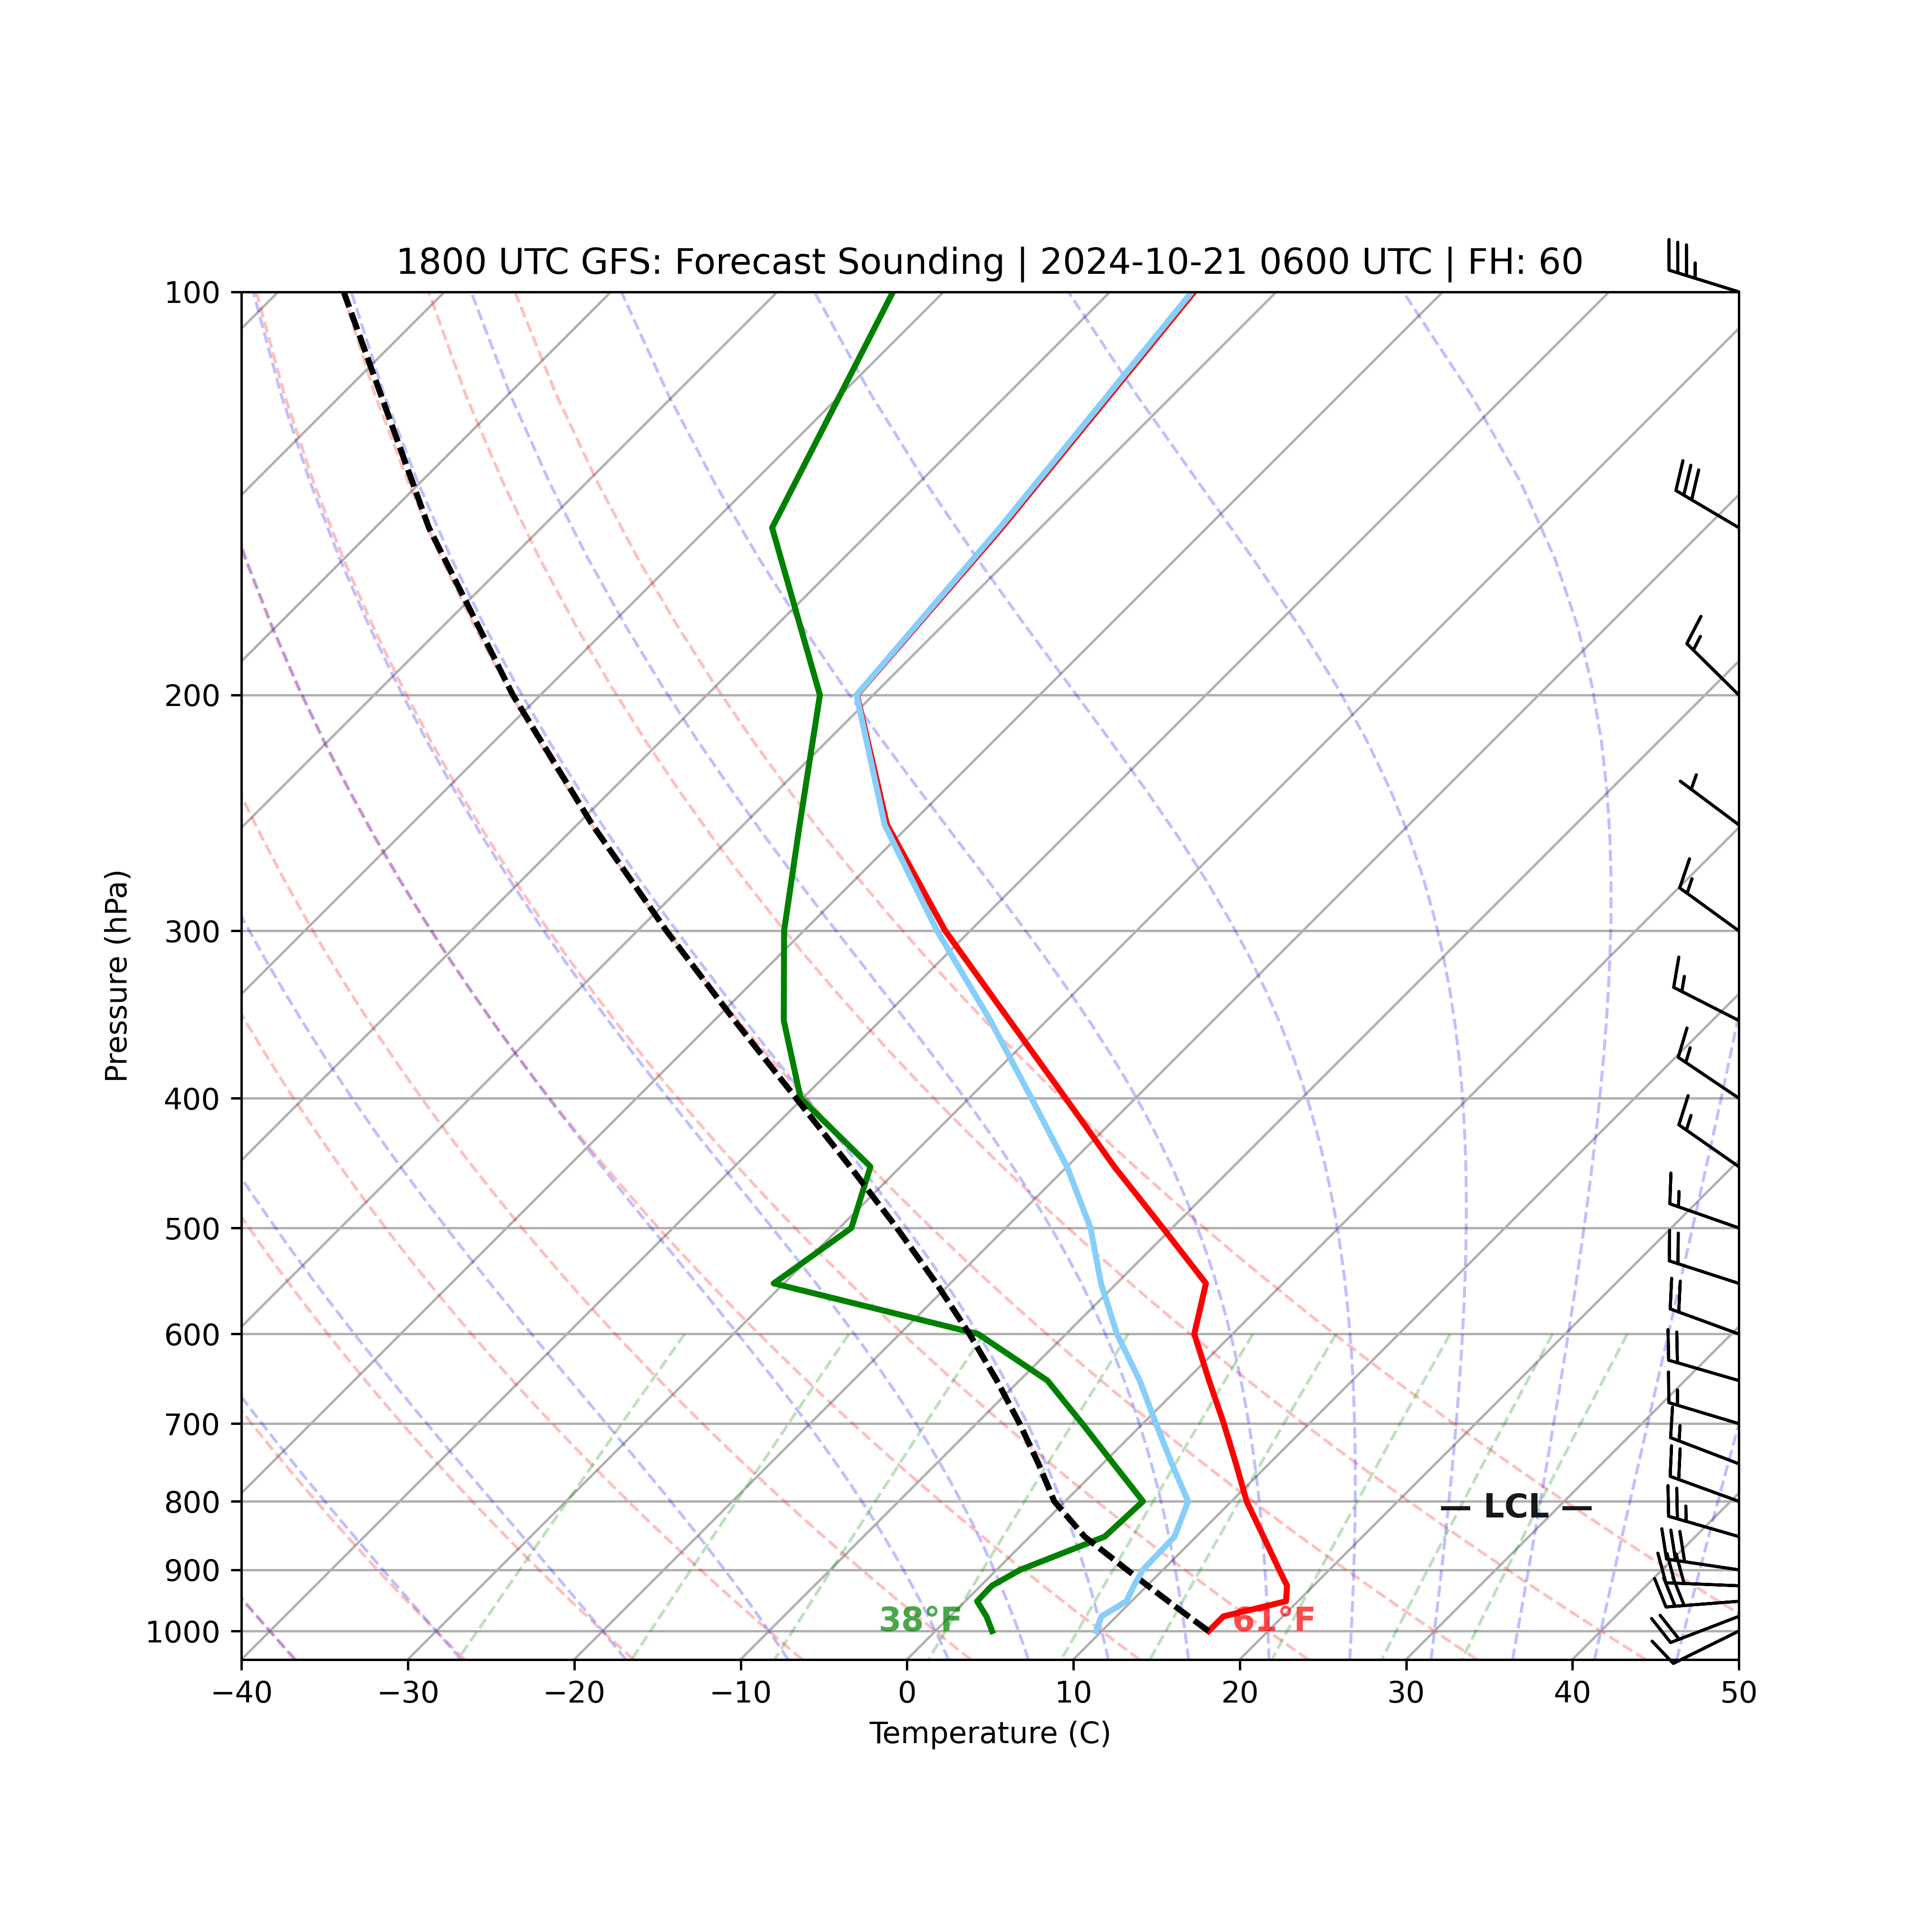 1800 UTC GFS: Forecast Sounding | 2024-10-21 0600 UTC | FH: 60
100
200
300
400
500
600
700
800
900
1000
Pressure (hPa)
— LCL —
38°F
61°F
−40 −30 −20 −10 0 10 20 30 40 50
Temperature (C)